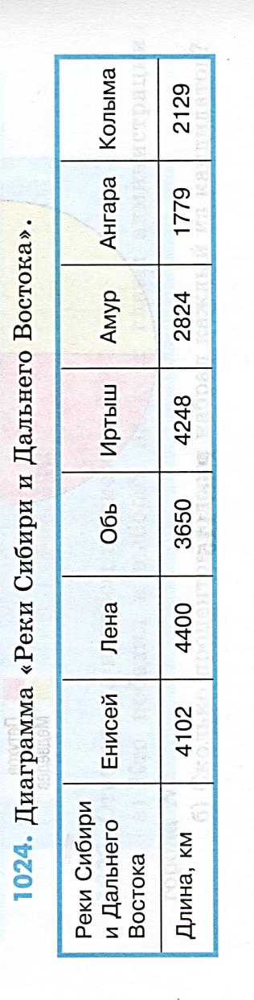 1024. Диаграмма «Реки Сибири и Дальнего Востока».
Реки Сибири
и Дальнего
Востока
Енисей Лена Обь Иртыш Амур Ангара Колыма
Длина, км 4102 4400 3650 4248 2824 1779 2129